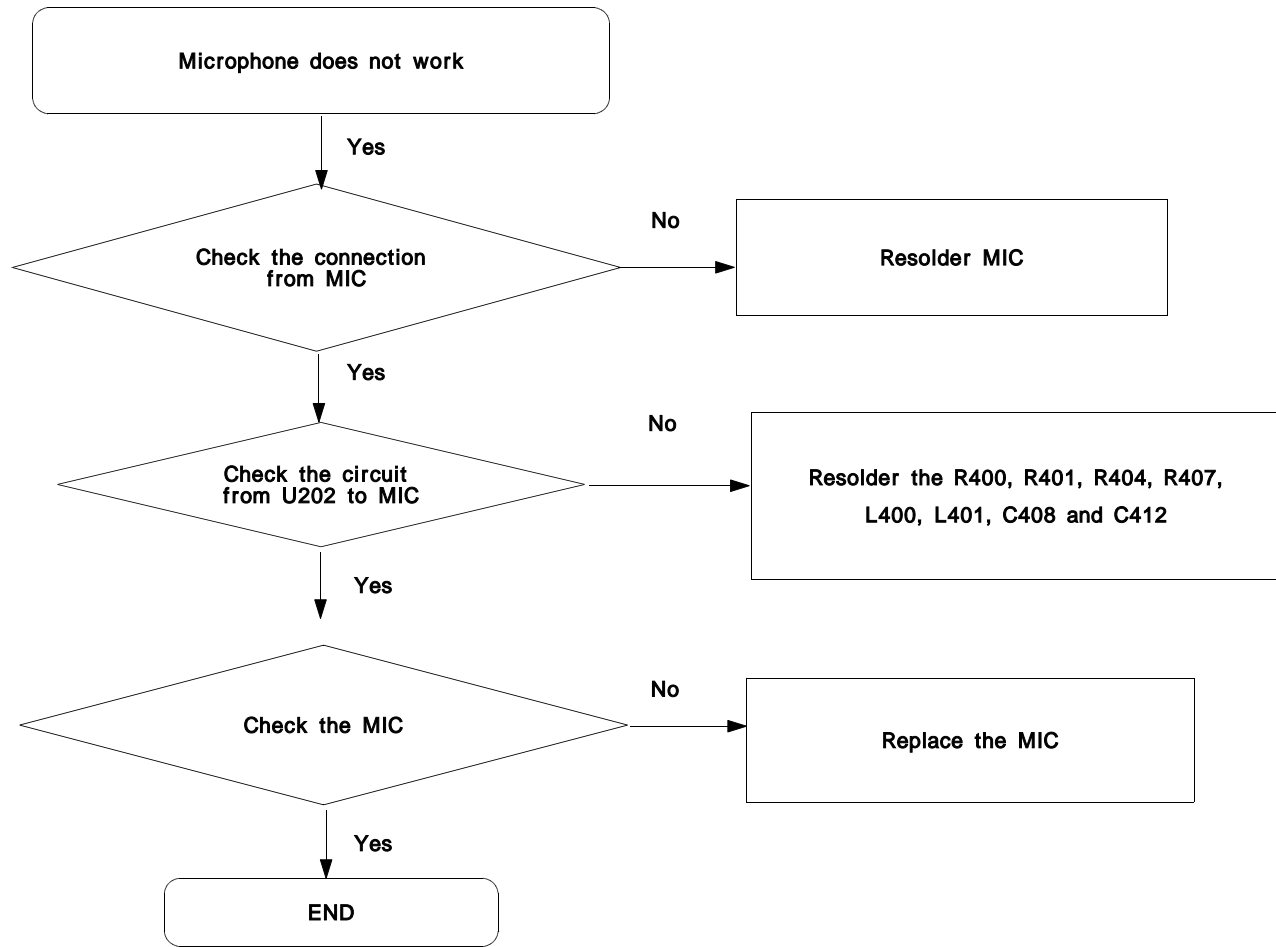 Microphone does not work
Yes
Check the connection
from MIC
No
Resolder MIC
Yes
Check the circuit
from U202 to MIC
No
Resolder the R400, R401, R404, R407,
L400, L401, C408 and C412
Yes
Check the MIC
No
Replace the MIC
Yes
END